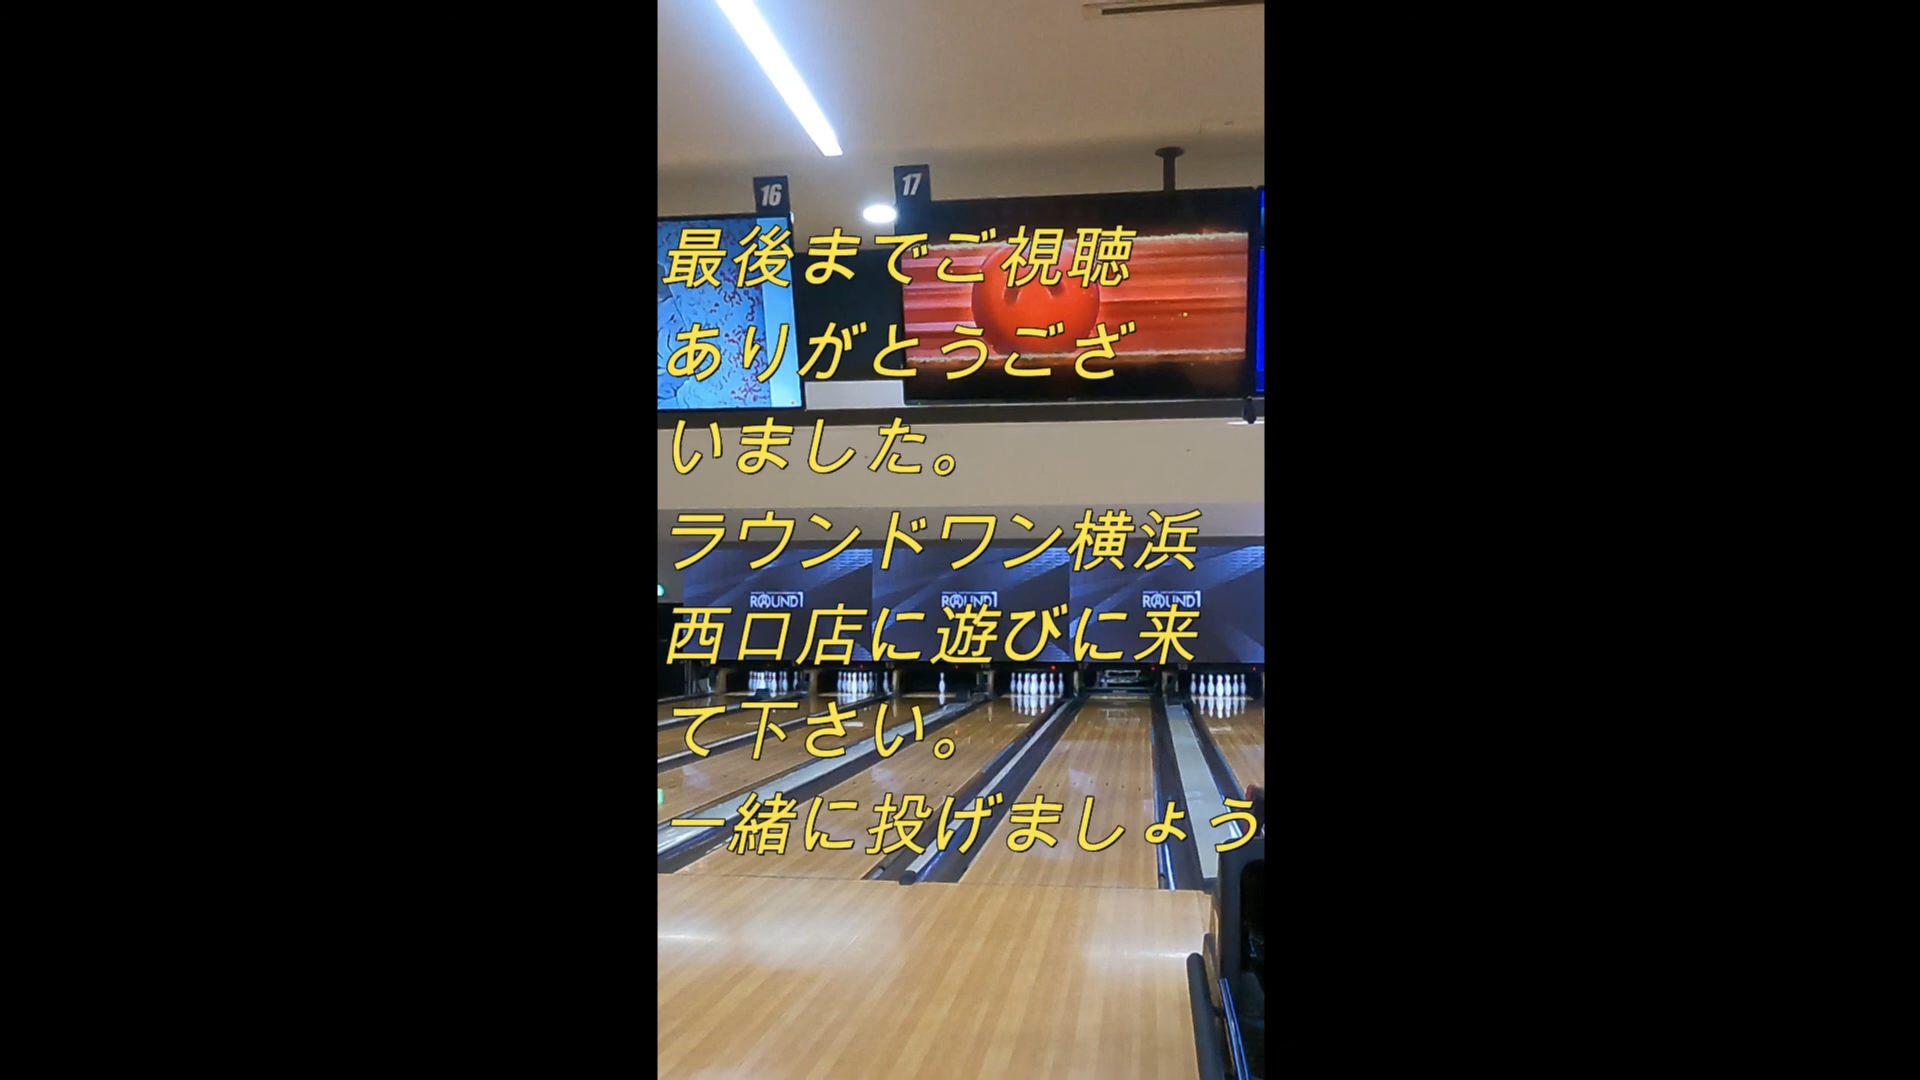 16
17
最後までご視聴
ありがとうござ
いました。
ラウンドワン横浜
西口店に遊びに来
て下さい。
一緒に投げましょう
ROUND1
ROUND1
ROUND1